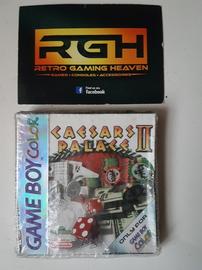 RGH
RETRO GAMING HEAVEN
GAMES • CONSOLES • ACCESSORIES
Find us on
facebook
GAME BOY COLOR
CAESARS
PALACE II
ONLY FOR
GAME BOY
COLOR